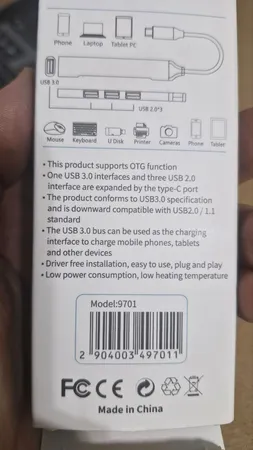 Phone Laptop Tablet PC
USB 3.0
USB 2.0*3
Mouse Keyboard U Disk Printer Cameras Phone Tablet
• This product supports OTG function
• One USB 3.0 interfaces and three USB 2.0
interface are expanded by the type-C port
• The product conforms to USB3.0 specification
and is downward compatible with USB2.0 / 1.1
standard
• The USB 3.0 bus can be used as the charging
interface to charge mobile phones, tablets
and other devices
• Driver free installation, easy to use, plug and play
• Low power consumption, low heating temperature
Model:9701
2 904003 497011
FC CE
Made in China